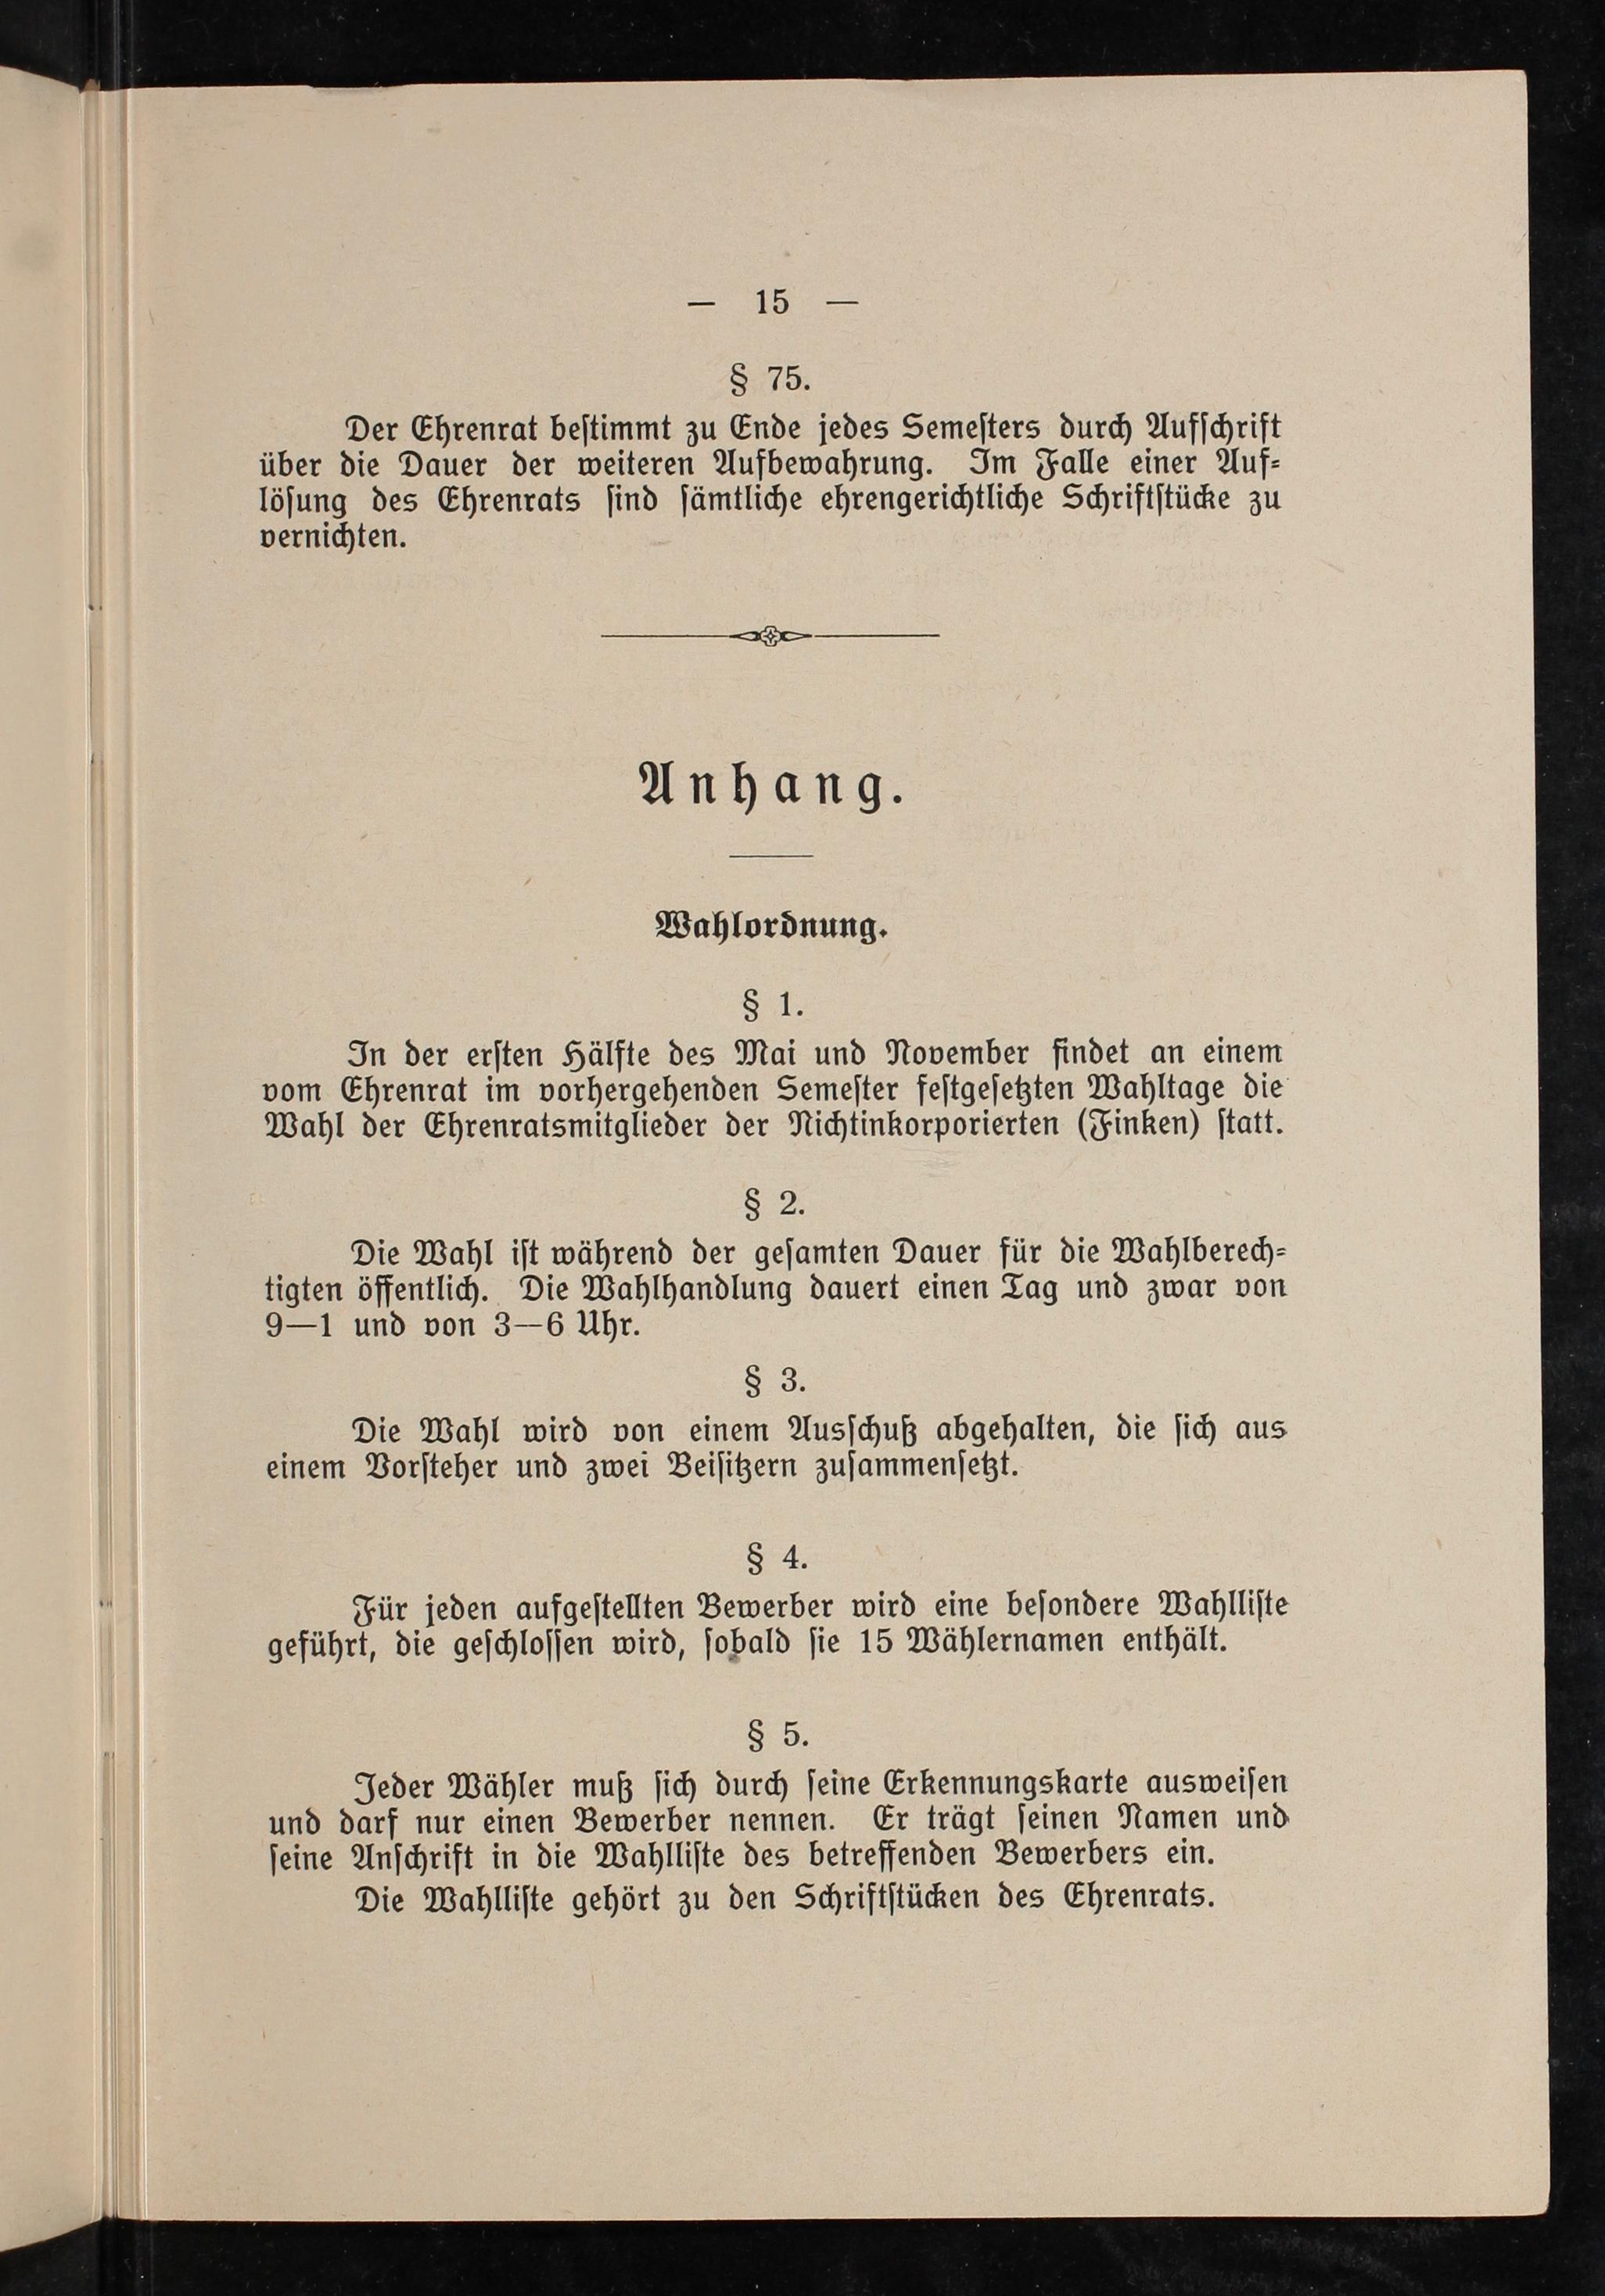 — 15 —
§ 75.
Der Ehrenrat bestimmt zu Ende jedes Semesters durch Aufschrift
über die Dauer der weiteren Aufbewahrung. Im Falle einer Auf-
lösung des Ehrenrats sind sämtliche ehrengerichtliche Schriftstücke zu
vernichten.
Anhang.
Wahlordnung.
§ 1.
In der ersten Hälfte des Mai und November findet an einem
vom Ehrenrat im vorhergehenden Semester festgesetzten Wahltage die
Wahl der Ehrenratsmitglieder der Nichtinkorporierten (Finken) statt.
§ 2.
Die Wahl ist während der gesamten Dauer für die Wahlberech-
tigten öffentlich. Die Wahlhandlung dauert einen Tag und zwar von
9—1 und von 3—6 Uhr.
§ 3.
Die Wahl wird von einem Ausschuß abgehalten, die sich aus
einem Vorsteher und zwei Beisitzern zusammensetzt.
§ 4.
Für jeden aufgestellten Bewerber wird eine besondere Wahlliste
geführt, die geschlossen wird, sobald sie 15 Wählernamen enthält.
§ 5.
Jeder Wähler muß sich durch seine Erkennungskarte ausweisen
und darf nur einen Bewerber nennen. Er trägt seinen Namen und
seine Anschrift in die Wahlliste des betreffenden Bewerbers ein.
Die Wahlliste gehört zu den Schriftstücken des Ehrenrats.